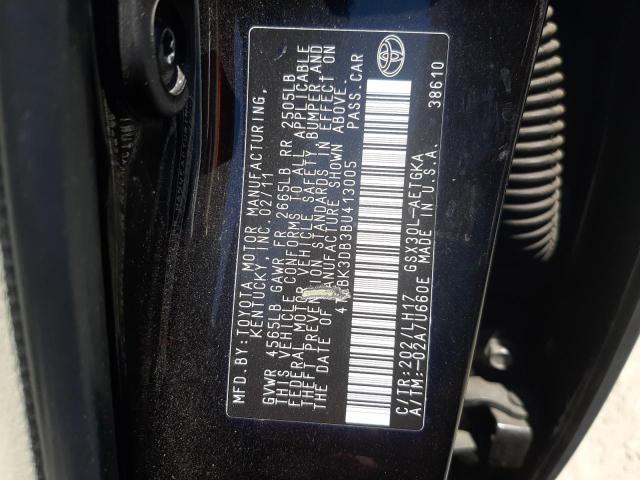 MFD.BY:TOYOTA MOTOR MANUFACTURING,
KENTUCKY, INC. 02/11
GVWR 4565LB GAWR FR 2665LB RR 2505LB
THIS VEHICLE CONFORMS TO ALL APPLICABLE
FEDERAL MOTOR VEHICLE SAFETY, BUMPER, AND
THEFT PREVENTION STANDARDS IN EFFECT ON
THE DATE OF MANUFACTURE SHOWN ABOVE.
BK3DB3BU413005 PASS.CAR
C/TR:202/LH17 GSX30L-AETGKA
A/TM:-02A/U660E MADE IN U.S.A.
38610